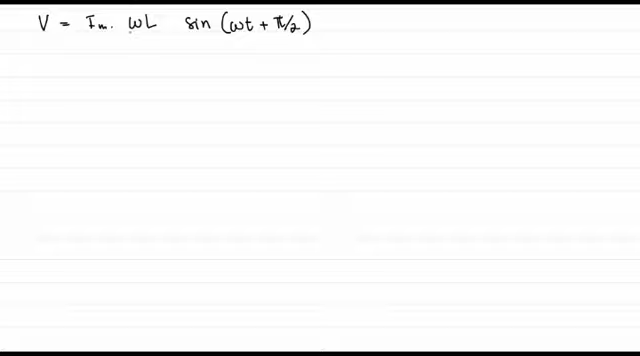 V = Im. ωL sin (ωt + π/2)